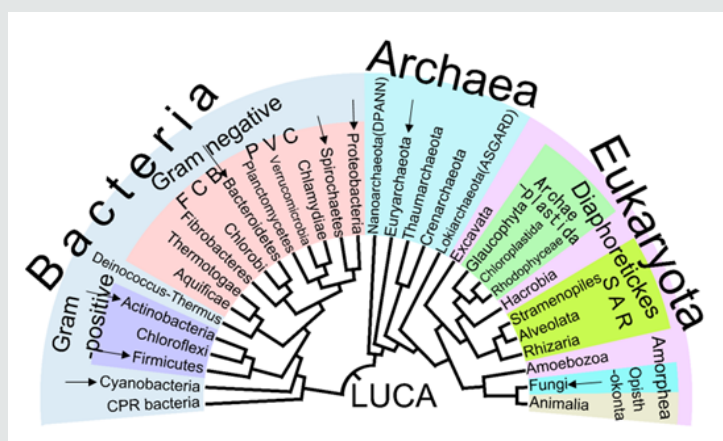 Bacteria
Archaea
Eukaryota
Gram negative
Gram
-positive
F C B
P V C
CPR bacteria
Cyanobacteria
Firmicutes
Chloroflexi
Actinobacteria
Deinococcus-Thermus
Aquificae
Thermotogae
Fibrobacteres
Chlorobi
Bacteroidetes
Planctomycetes
Verrucomicrobia
Chlamydiae
Spirochaetes
Proteobacteria
Nanoarchaeota(DPANN)
Euryarchaeota
Thaumarchaeota
Crenarchaeota
Lokiarchaeota(ASGARD)
Excavata
Archae
-plastida
Glaucophyta
Chloroplastida
Rhodophyceae
Diaphoretickes
Hacrobia
S A R
Stramenopiles
Alveolata
Rhizaria
Amoebozoa
Amorphea
Opisth
-okonta
Fungi
Animalia
LUCA